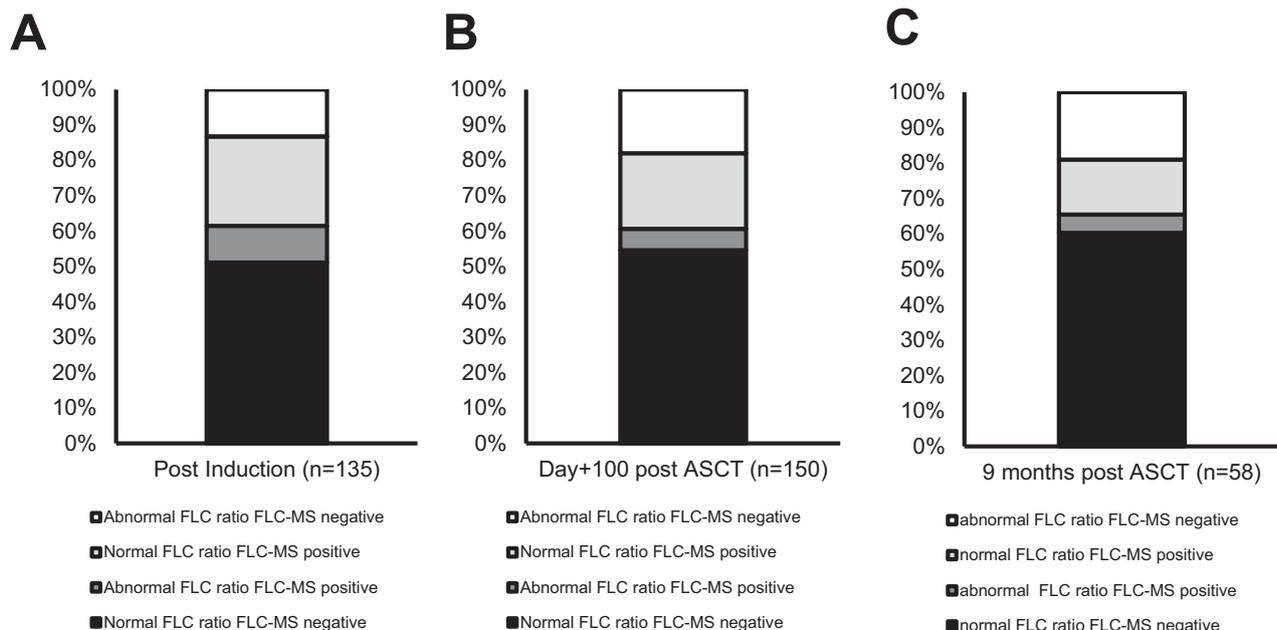 A
100%
90%
80%
70%
60%
50%
40%
30%
20%
10%
0%
Post Induction (n=135)
Abnormal FLC ratio FLC-MS negative
Normal FLC ratio FLC-MS positive
Abnormal FLC ratio FLC-MS positive
Normal FLC ratio FLC-MS negative
B
100%
90%
80%
70%
60%
50%
40%
30%
20%
10%
0%
Day+100 post ASCT (n=150)
Abnormal FLC ratio FLC-MS negative
Normal FLC ratio FLC-MS positive
Abnormal FLC ratio FLC-MS positive
Normal FLC ratio FLC-MS negative
C
100%
90%
80%
70%
60%
50%
40%
30%
20%
10%
0%
9 months post ASCT (n=58)
abnormal FLC ratio FLC-MS negative
normal FLC ratio FLC-MS positive
abnormal FLC ratio FLC-MS positive
normal FLC ratio FLC-MS negative